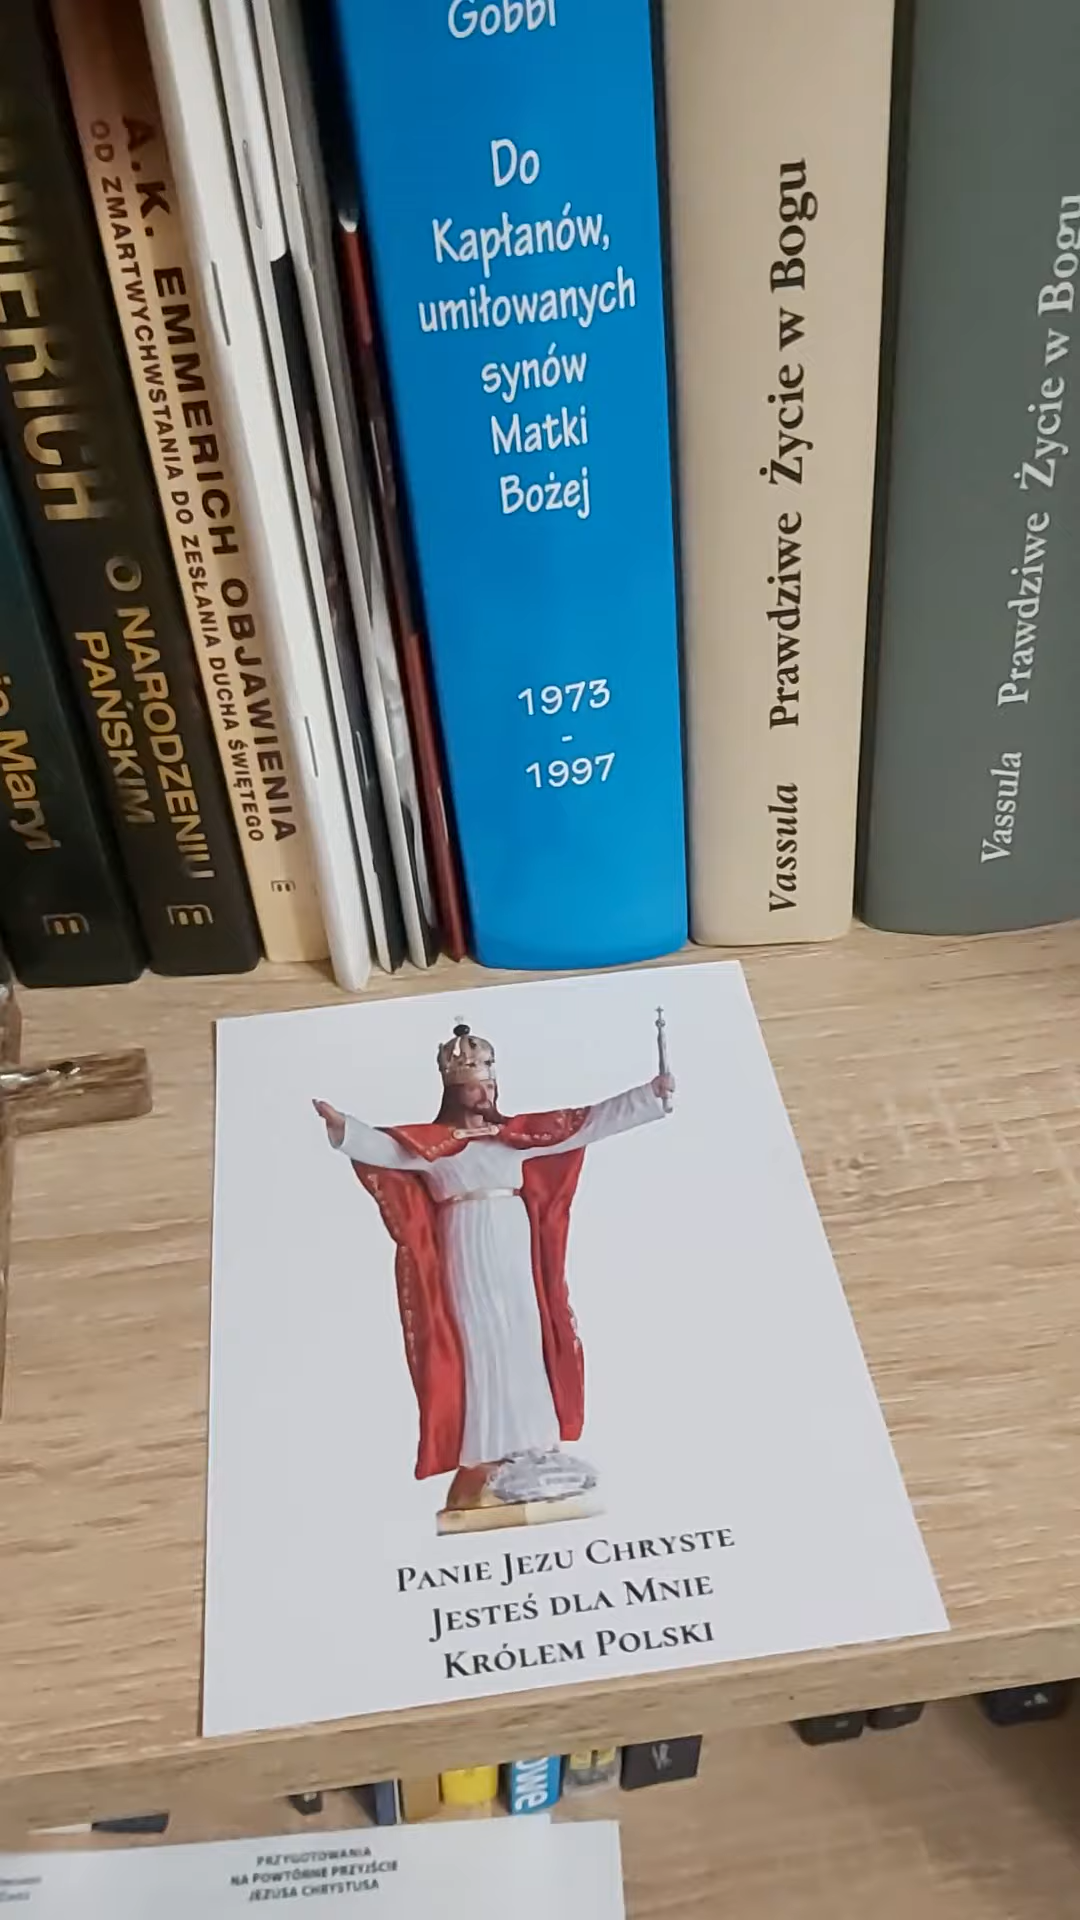 Gobbi
Do
Kapłanów,
umiłowanych
synów
Matki
Bożej
1973
-
1997
Vassula Prawdziwe Życie w Bogu
Vassula Prawdziwe Życie w Bogu
A.K. EMMERICH OBJAWIENIA
OD ZMARTWYCHWSTANIA DO ZESŁANIA DUCHA ŚWIĘTEGO
O NARODZENIU
PAŃSKIM
Maryi
PANIE JEZU CHRYSTE
JESTEŚ DLA MNIE
KRÓLEM POLSKI
PRZYGOTOWANIA
NA POWTÓRNE PRZYJŚCIE
JEZUSA CHRYSTUSA